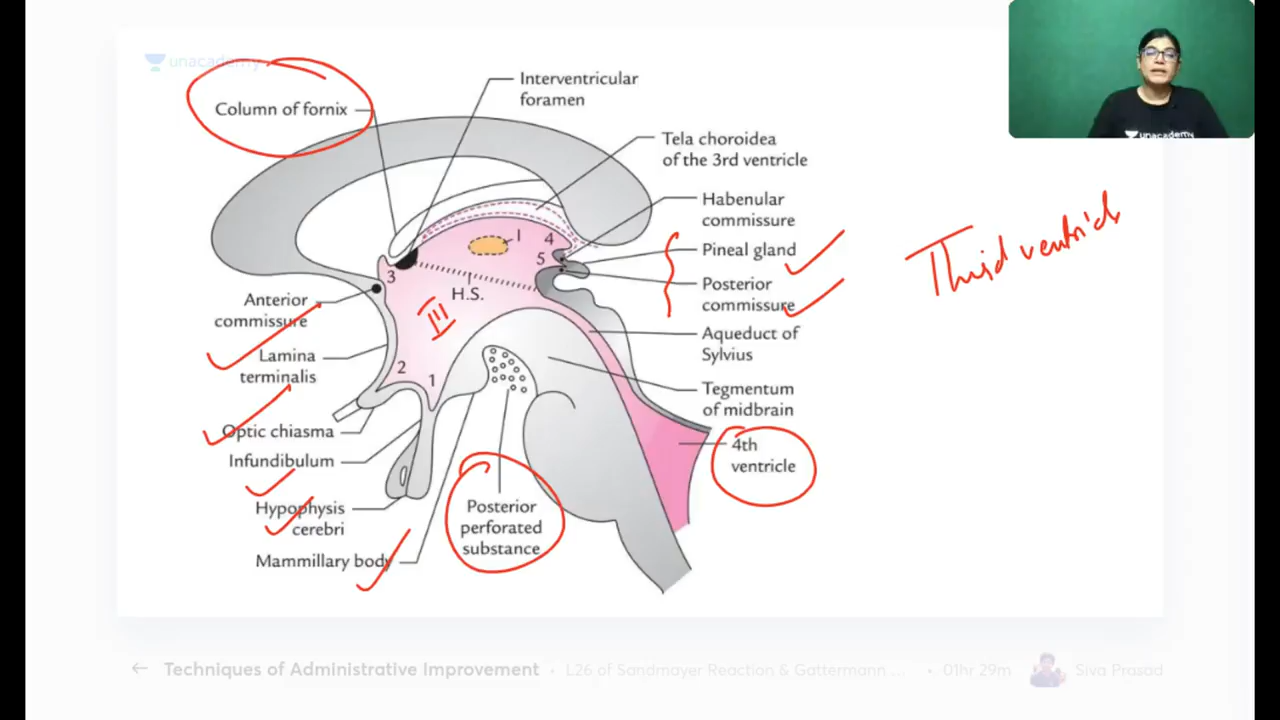 unacademy
Column of fornix
Interventricular
foramen
Tela choroidea
of the 3rd ventricle
Habenular
commissure
Pineal gland
Posterior
commissure
Aqueduct of
Sylvius
Tegmentum
of midbrain
4th
ventricle
Anterior
commissure
Lamina
terminalis
Optic chiasma
Infundibulum
Hypophysis
cerebri
Mammillary body
Posterior
perforated
substance
I
4
5
3
H.S.
III
2
1
Third ventricle
unacademy
Techniques of Administrative Improvement • L26 of Sandmayer Reaction & Gattermann ... • 01hr 29m Siva Prasad